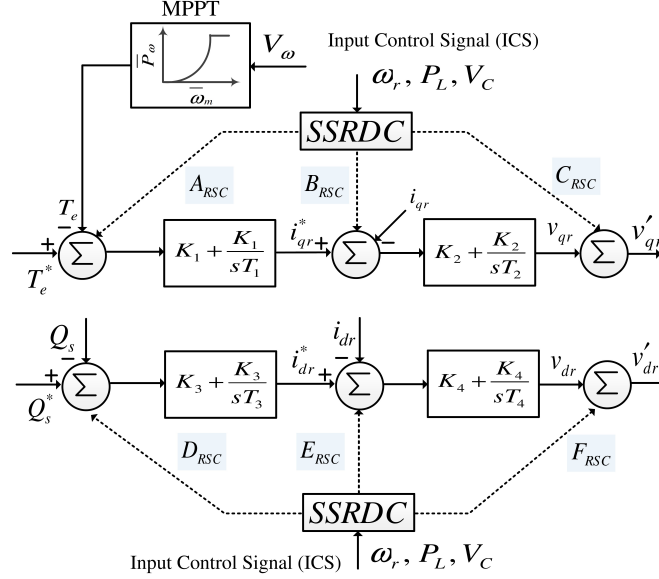 MPPT
P̅_ω
ω̅_m
V_ω
Input Control Signal (ICS)
ω_r , P_L , V_C
SSRDC
A_RSC
B_RSC
C_RSC
T_e
−
+
T_e^*
Σ
K_1 + K_1/(sT_1)
i_qr^*
+
Σ
i_qr
−
K_2 + K_2/(sT_2)
v_qr
Σ
v′_qr
Q_s
−
+
Q_s^*
Σ
K_3 + K_3/(sT_3)
i_dr^*
+
i_dr
−
Σ
K_4 + K_4/(sT_4)
v_dr
Σ
v′_dr
D_RSC
E_RSC
F_RSC
SSRDC
Input Control Signal (ICS)
ω_r , P_L , V_C